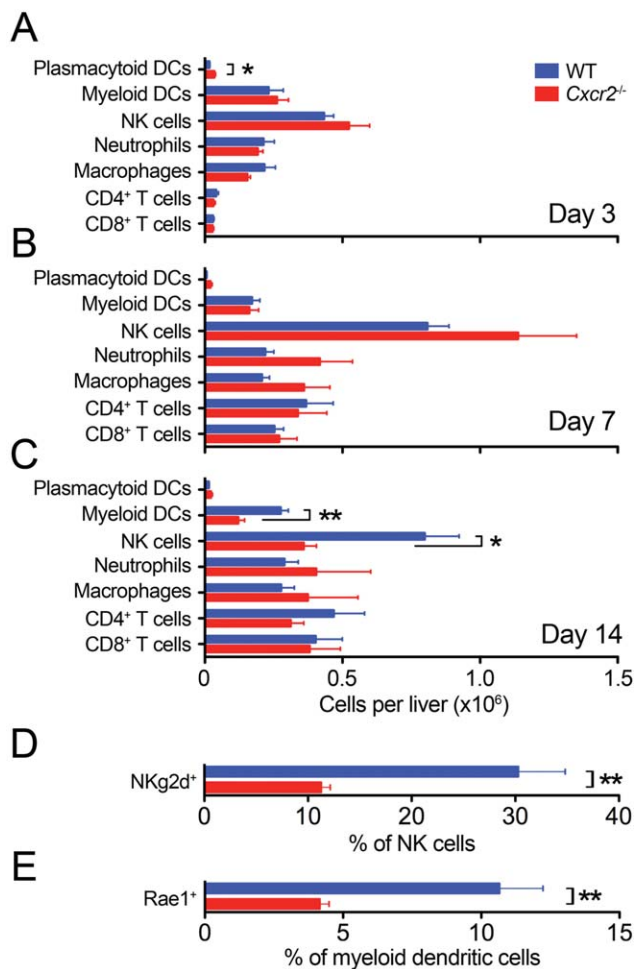 A
Plasmacytoid DCs
*
Myeloid DCs
NK cells
Neutrophils
Macrophages
CD4⁺ T cells
CD8⁺ T cells
WT
Cxcr2⁻/⁻
Day 3
B
Plasmacytoid DCs
Myeloid DCs
NK cells
Neutrophils
Macrophages
CD4⁺ T cells
CD8⁺ T cells
Day 7
C
Plasmacytoid DCs
Myeloid DCs
**
NK cells
*
Neutrophils
Macrophages
CD4⁺ T cells
CD8⁺ T cells
Day 14
0 0.5 1.0 1.5
Cells per liver (x10⁶)
D
NKg2d⁺
**
0 10 30 40
% of NK cells
E
Rae1⁺
**
0 5 10 15
% of myeloid dendritic cells